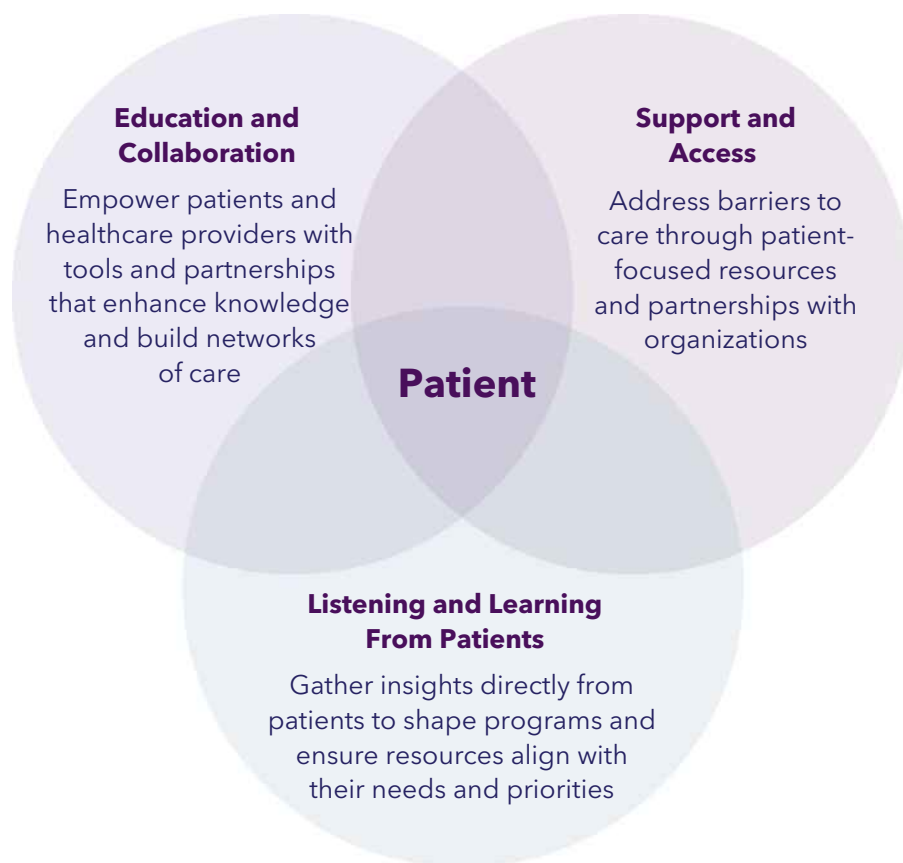 Education and
Collaboration
Empower patients and
healthcare providers with
tools and partnerships
that enhance knowledge
and build networks
of care
Support and
Access
Address barriers to
care through patient-
focused resources
and partnerships with
organizations
Patient
Listening and Learning
From Patients
Gather insights directly from
patients to shape programs and
ensure resources align with
their needs and priorities